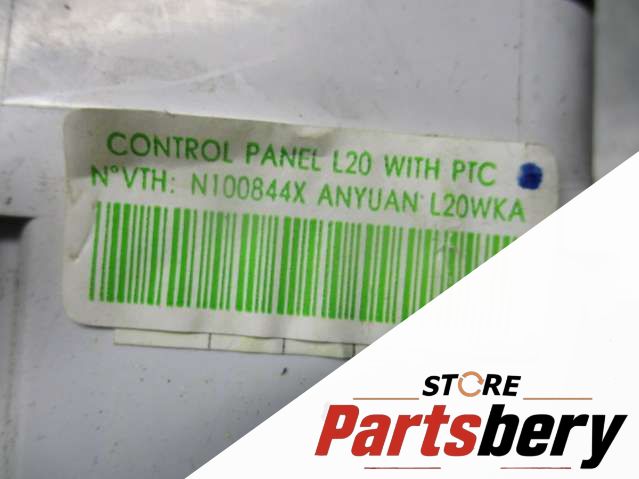 CONTROL PANEL L20 WITH PTC
N°VTH: N100844X ANYUAN L20WKA
STORE
Partsbery